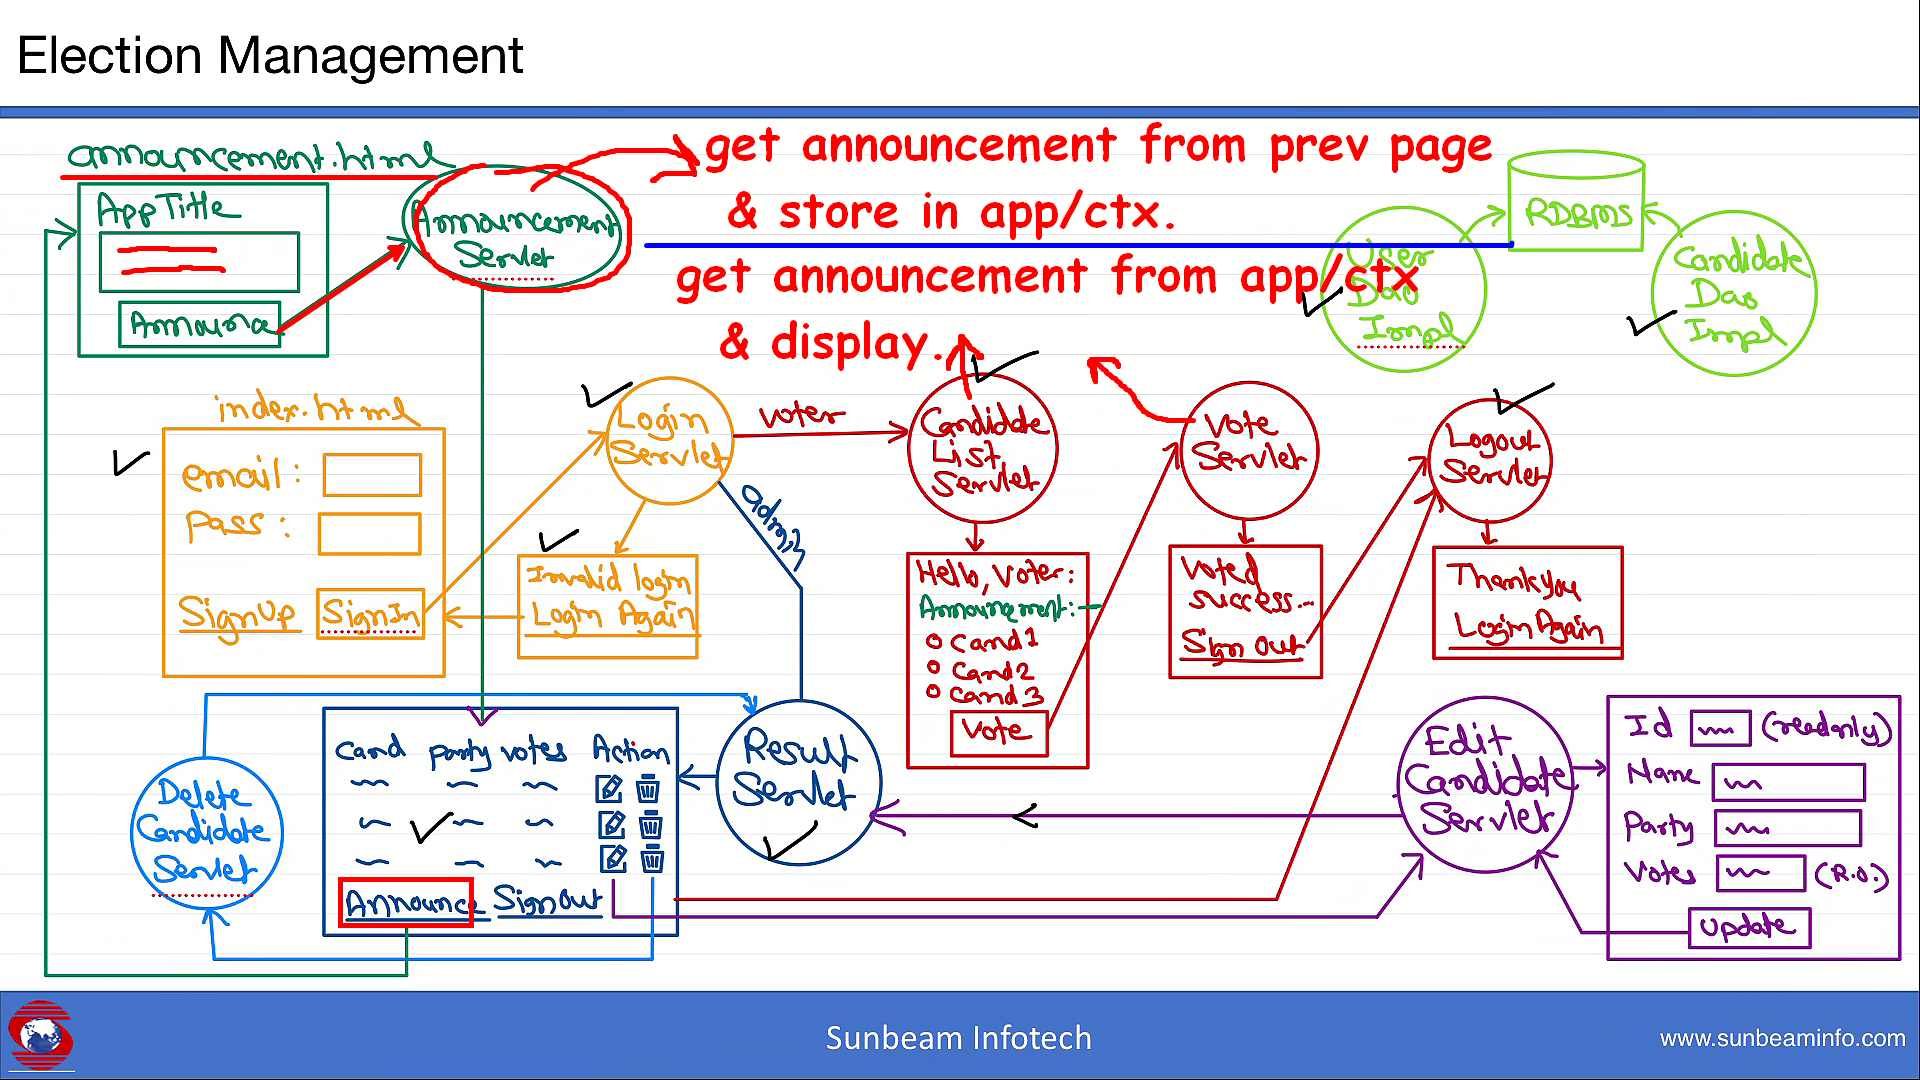 Election Management
announcement.html
App Title
Announce
Announcement
Servlet
get announcement from prev page
& store in app/ctx.
get announcement from app/ctx
& display.
RDBMS
User
Dao
Impl
Candidate
Dao
Impl
index.html
email:
Pass:
SignUp SignIn
Login
Servlet
voter
admin
Invalid login
Login Again
Candidate
List
Servlet
Hello, Voter:
Announcement:
Cand1
Cand2
Cand3
Vote
Vote
Servlet
Voted
success...
Sign Out
Logout
Servlet
Thankyou
Login Again
Delete
Candidate
Servlet
cand party votes Action
Announce SignOut
Result
Servlet
Edit
Candidate
Servlet
Id (readonly)
Name
Party
Votes (R.O.)
Update
Sunbeam Infotech
www.sunbeaminfo.com